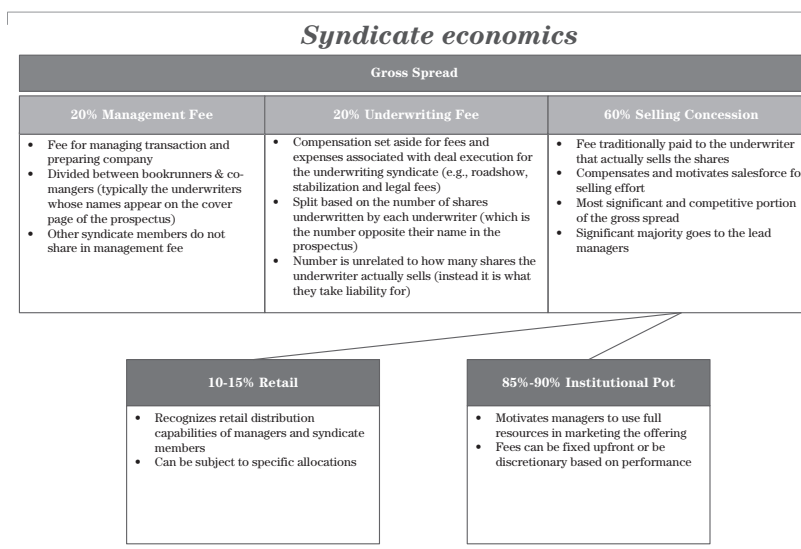 Syndicate economics
Gross Spread
20% Management Fee
• Fee for managing transaction and
preparing company
• Divided between bookrunners & co-
mangers (typically the underwriters
whose names appear on the cover
page of the prospectus)
• Other syndicate members do not
share in management fee
20% Underwriting Fee
• Compensation set aside for fees and
expenses associated with deal execution for
the underwriting syndicate (e.g., roadshow,
stabilization and legal fees)
• Split based on the number of shares
underwritten by each underwriter (which is
the number opposite their name in the
prospectus)
• Number is unrelated to how many shares the
underwriter actually sells (instead it is what
they take liability for)
60% Selling Concession
• Fee traditionally paid to the underwriter
that actually sells the shares
• Compensates and motivates salesforce fo
selling effort
• Most significant and competitive portion
of the gross spread
• Significant majority goes to the lead
managers
10-15% Retail
• Recognizes retail distribution
capabilities of managers and syndicate
members
• Can be subject to specific allocations
85%-90% Institutional Pot
• Motivates managers to use full
resources in marketing the offering
• Fees can be fixed upfront or be
discretionary based on performance